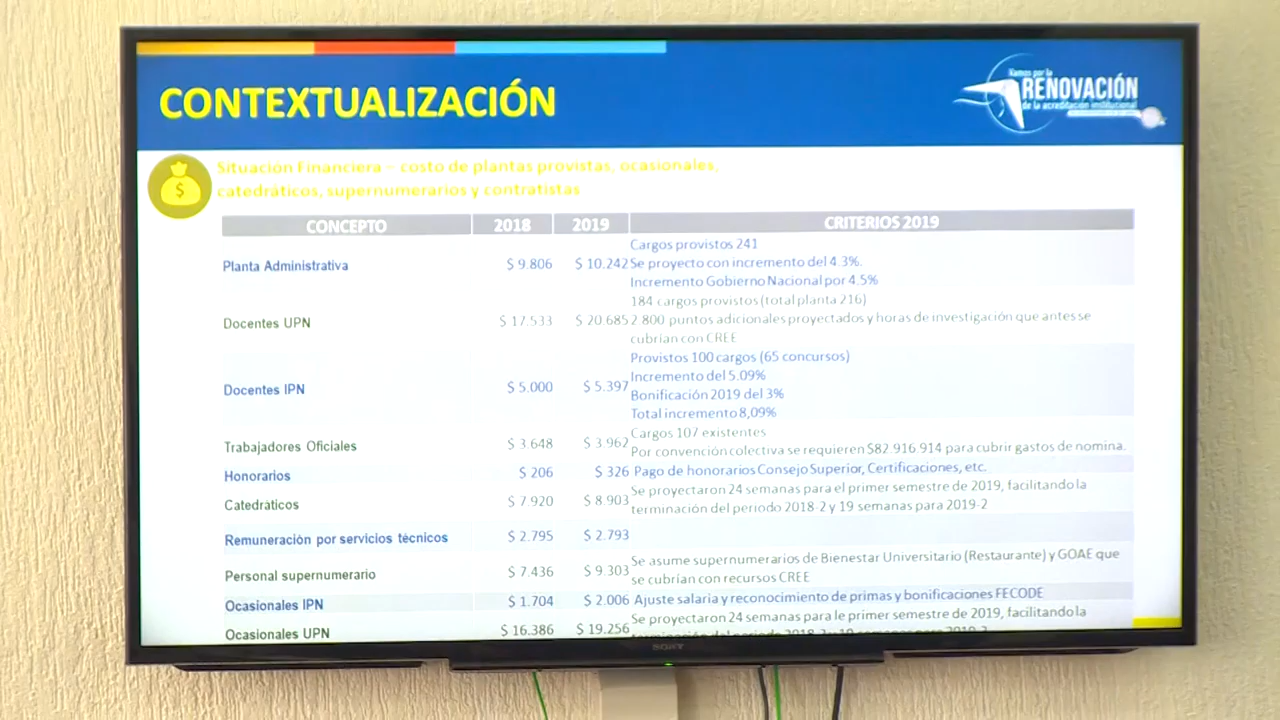 CONTEXTUALIZACIÓN
Vamos por la
RENOVACIÓN
de la acreditación institucional
Situación Financiera – costo de plantas provistas, ocasionales,
catedráticos, supernumerarios y contratistas
CONCEPTO 2018 2019 CRITERIOS 2019
Cargos provistos 241
Planta Administrativa $ 9.806 $ 10.242 Se proyecto con incremento del 4.3%.
Incremento Gobierno Nacional por 4.5%
184 cargos provistos (total planta 216)
Docentes UPN $ 17.533 $ 20.685 2.800 puntos adicionales proyectados y horas de investigación que antes se
cubrían con CREE
Provistos 100 cargos (65 concursos)
Incremento del 5.09%
Docentes IPN $ 5.000 $ 5.397
Bonificación 2019 del 3%
Total incremento 8,09%
Cargos 107 existentes
Trabajadores Oficiales $ 3.648 $ 3 962
Por convención colectiva se requieren $82.916.914 para cubrir gastos de nomina.
Honorarios $ 206 $ 326 Pago de honorarios Consejo Superior, Certificaciones, etc.
Se proyectaron 24 semanas para el primer semestre de 2019, facilitando la
Catedráticos $ 7.920 $ 8.903
terminación del periodo 2018-2 y 19 semanas para 2019-2
Remuneración por servicios técnicos $ 2.795 $ 2.793
Se asume supernumerarios de Bienestar Universitario (Restaurante) y GOAE que
Personal supernumerario $ 7.436 $ 9.303
se cubrían con recursos CREE
Ocasionales IPN $ 1.704 $ 2.006 Ajuste salaria y reconocimiento de primas y bonificaciones FECODE
Se proyectaron 24 semanas para le primer semestre de 2019, facilitando la
Ocasionales UPN $ 16.386 $ 19.256
SONY